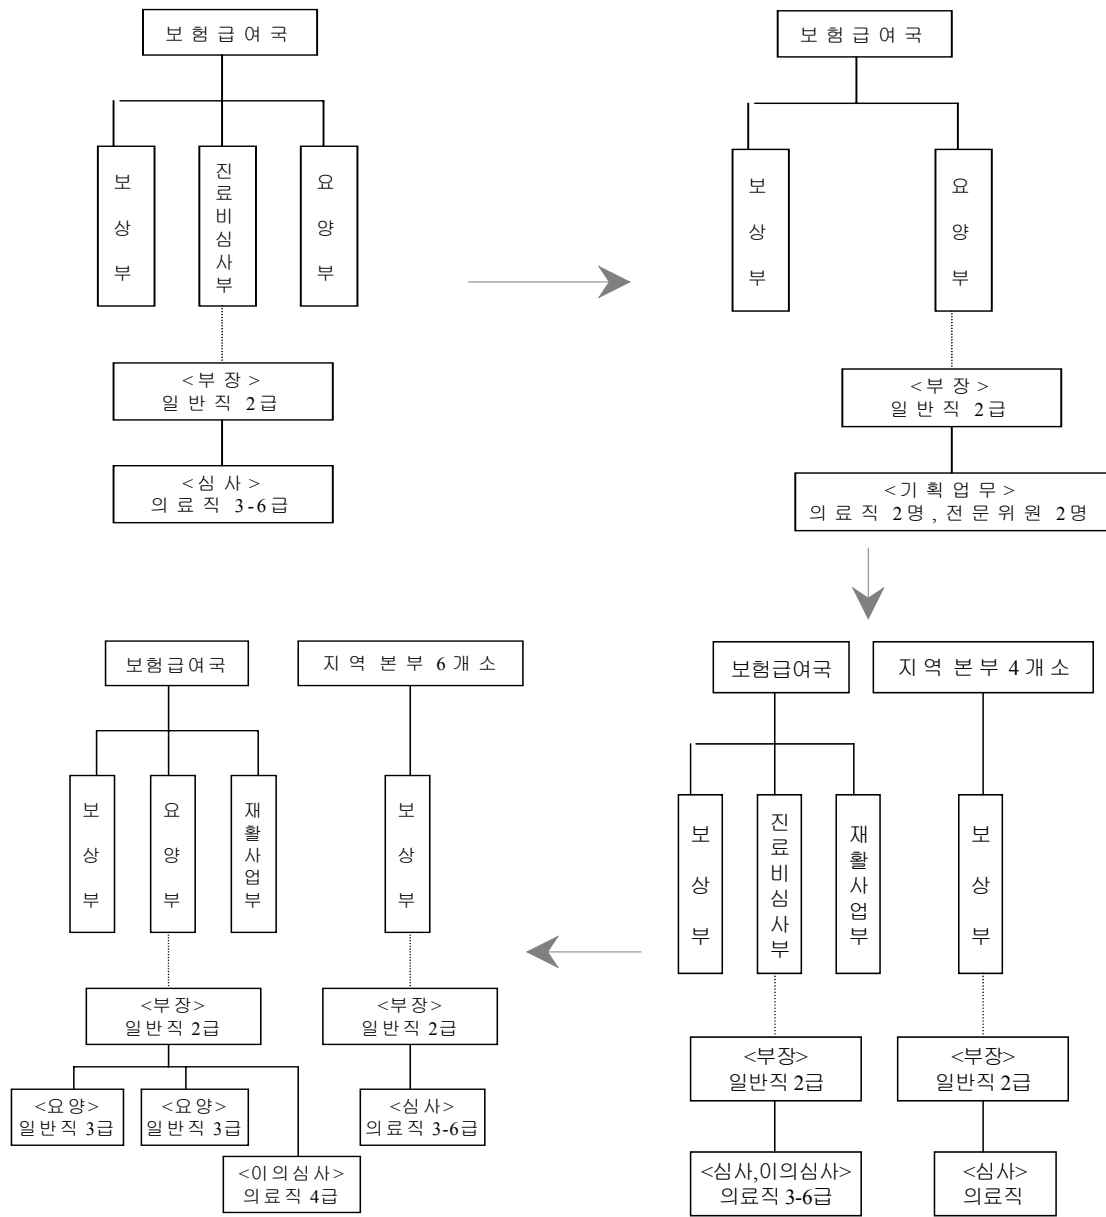 보험급여국
보상부
진료비심사부
요양부
<부장>
일반직 2급
<심사>
의료직 3-6급
보험급여국
보상부
요양부
<부장>
일반직 2급
<기획업무>
의료직 2명, 전문위원 2명
보험급여국
보상부
요양부
재활사업부
<부장>
일반직 2급
<요양>
일반직 3급
<요양>
일반직 3급
<이의심사>
의료직 4급
지역 본부 6개소
보상부
<부장>
일반직 2급
<심사>
의료직 3-6급
보험급여국
보상부
진료비심사부
재활사업부
<부장>
일반직 2급
<심사,이의심사>
의료직 3-6급
지역 본부 4개소
보상부
<부장>
일반직 2급
<심사>
의료직